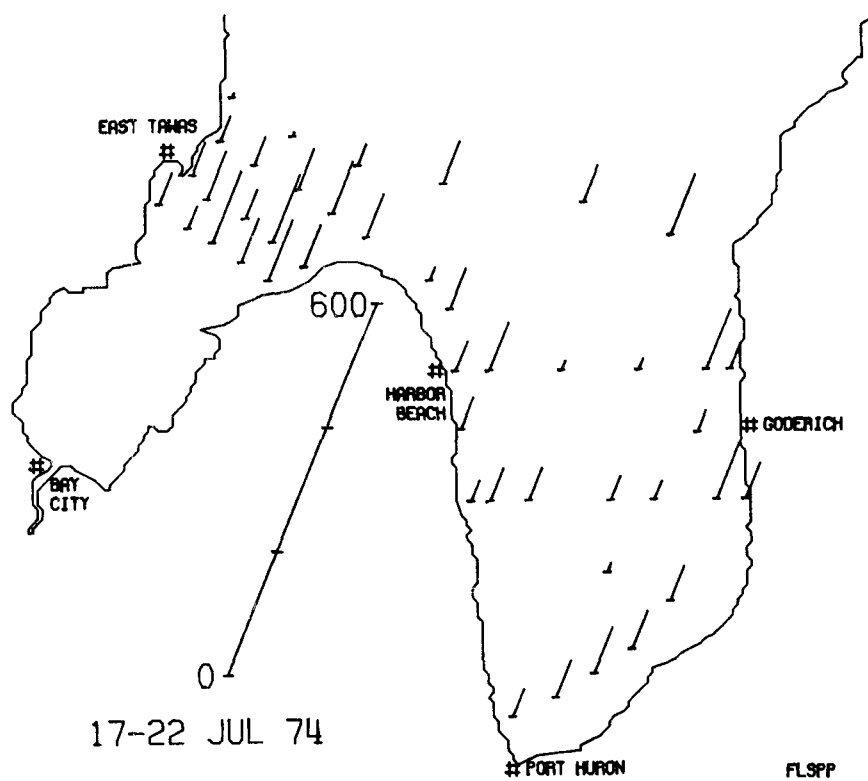 EAST TAWAS
#
600
#
HARBOR
BEACH
# GODERICH
#
BAY
CITY
0
17-22 JUL 74
# PORT HURON
FLSPP